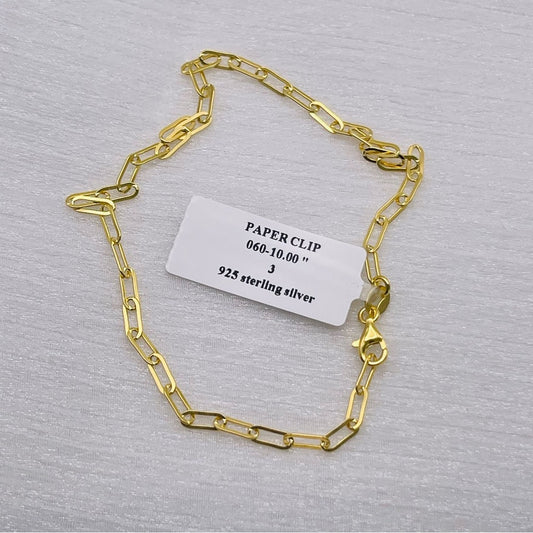 PAPER CLIP
060-10.00 "
3
925 sterling silver